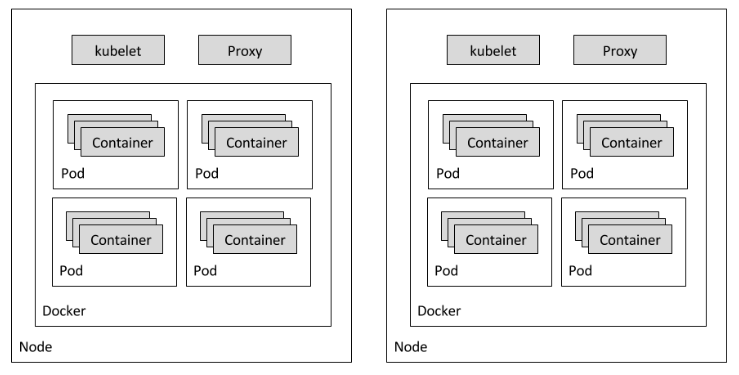 kubelet
Proxy
Container
Pod
Container
Pod
Container
Pod
Container
Pod
Docker
Node
kubelet
Proxy
Container
Pod
Container
Pod
Container
Pod
Container
Pod
Docker
Node